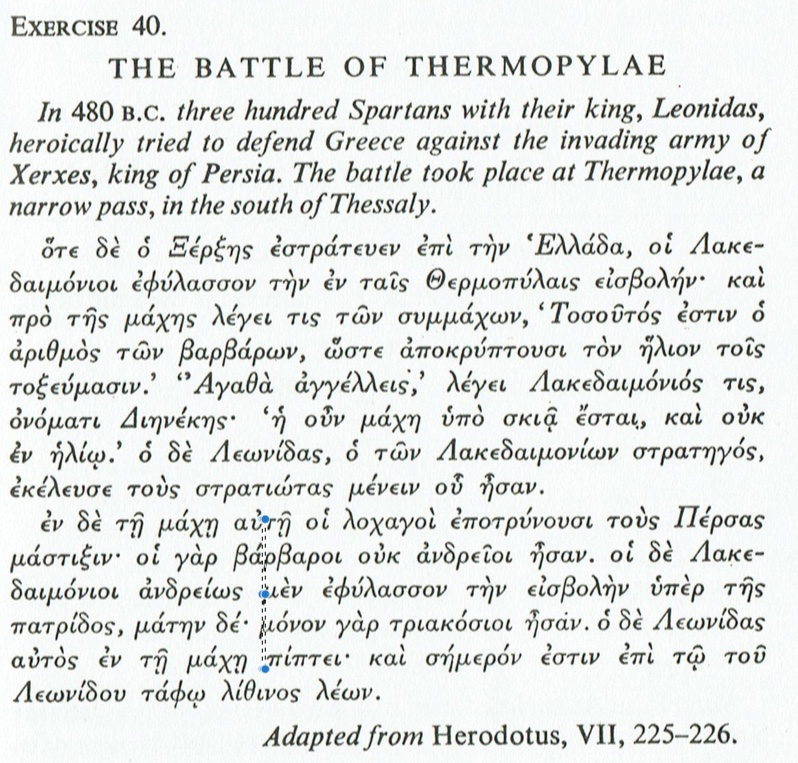 EXERCISE 40.
THE BATTLE OF THERMOPYLAE
In 480 B.C. three hundred Spartans with their king, Leonidas,
heroically tried to defend Greece against the invading army of
Xerxes, king of Persia. The battle took place at Thermopylae, a
narrow pass, in the south of Thessaly.
ὅτε δὲ ὁ Ξέρξης ἐστράτευεν ἐπὶ τὴν Ἑλλάδα, οἱ Λακε-
δαιμόνιοι ἐφύλασσον τὴν ἐν ταῖς Θερμοπύλαις εἰσβολήν· καὶ
πρὸ τῆς μάχης λέγει τις τῶν συμμάχων, ‘Τοσοῦτός ἐστιν ὁ
ἀριθμὸς τῶν βαρβάρων, ὥστε ἀποκρύπτουσι τὸν ἥλιον τοῖς
τοξεύμασιν.’ ‘Ἀγαθὰ ἀγγέλλεις,’ λέγει Λακεδαιμόνιός τις,
ὀνόματι Διηνέκης· ‘ἡ οὖν μάχη ὑπὸ σκιᾷ ἔσται, καὶ οὐκ
ἐν ἡλίῳ.’ ὁ δὲ Λεωνίδας, ὁ τῶν Λακεδαιμονίων στρατηγός,
ἐκέλευσε τοὺς στρατιώτας μένειν οὗ ἦσαν.
ἐν δὲ τῇ μάχῃ αὐτῇ οἱ λοχαγοὶ ἐποτρύνουσι τοὺς Πέρσας
μάστιξιν· οἱ γὰρ βάρβαροι οὐκ ἀνδρεῖοι ἦσαν. οἱ δὲ Λακε-
δαιμόνιοι ἀνδρείως μὲν ἐφύλασσον τὴν εἰσβολὴν ὑπὲρ τῆς
πατρίδος, μάτην δέ· μόνον γὰρ τριακόσιοι ἦσάν. ὁ δὲ Λεωνίδας
αὐτὸς ἐν τῇ μάχῃ πίπτει· καὶ σήμερόν ἐστιν ἐπὶ τῷ τοῦ
Λεωνίδου τάφῳ λίθινος λέων.
Adapted from Herodotus, VII, 225–226.